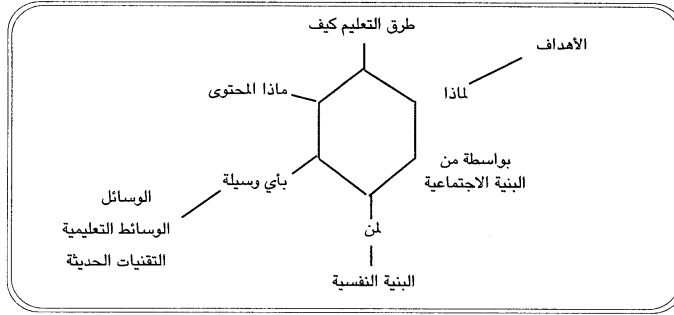 طرق التعليم كيف
الأهداف
لماذا
ماذا المحتوى
بواسطة من
البنية الاجتماعية
بأي وسيلة
الوسائل
الوسائط التعليمية
التقنيات الحديثة
لمن
البنية النفسية